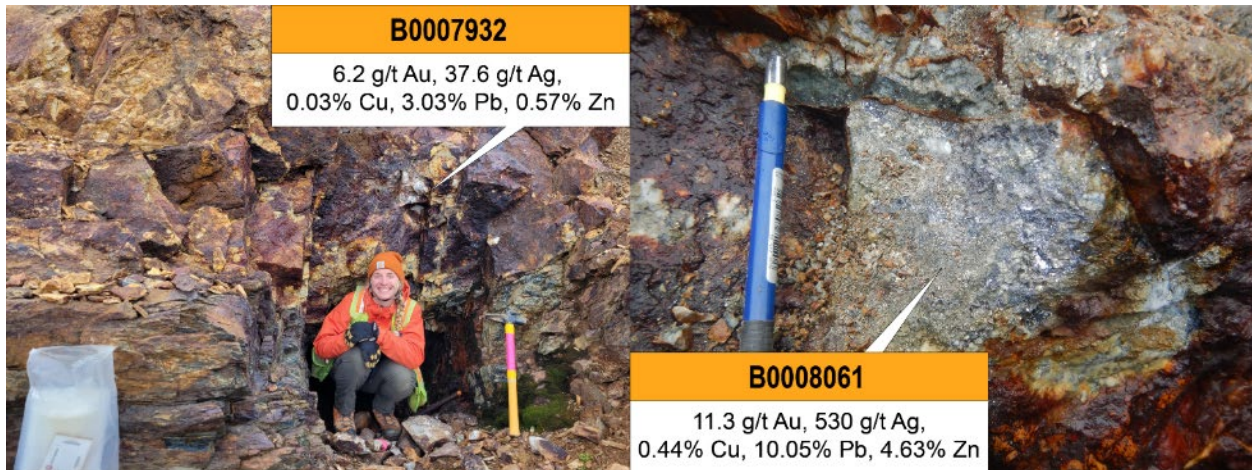 B0007932
6.2 g/t Au, 37.6 g/t Ag,
0.03% Cu, 3.03% Pb, 0.57% Zn
B0008061
11.3 g/t Au, 530 g/t Ag,
0.44% Cu, 10.05% Pb, 4.63% Zn